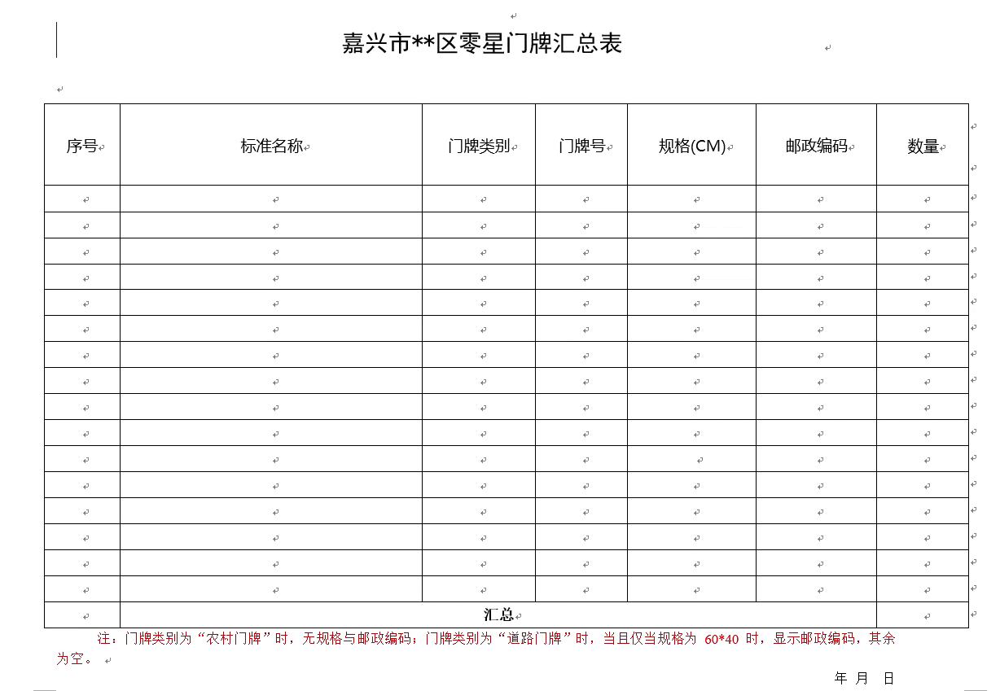 嘉兴市**区零星门牌汇总表
序号 标准名称 门牌类别 门牌号 规格(CM) 邮政编码 数量
汇总
注：门牌类别为“农村门牌”时，无规格与邮政编码；门牌类别为“道路门牌”时，当且仅当规格为 60*40 时，显示邮政编码，其余
为空。
年 月 日